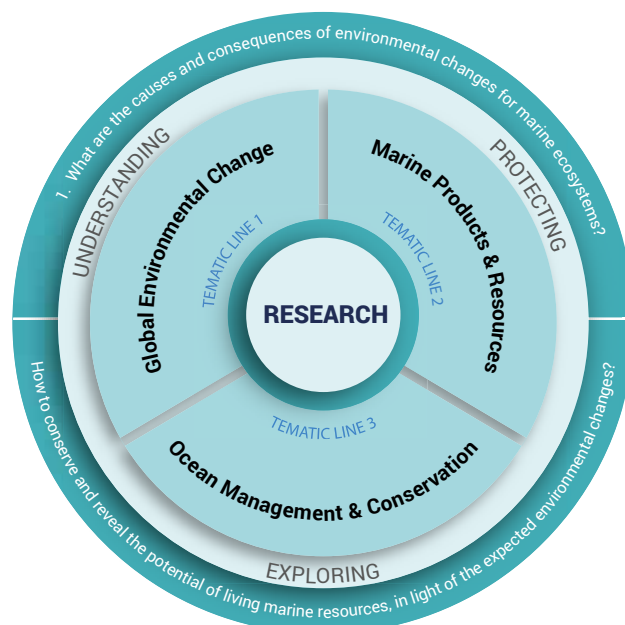 1. What are the causes and consequences of environmental changes for marine ecosystems?
UNDERSTANDING
PROTECTING
Global Environmental Change
Marine Products & Resources
TEMATIC LINE 1
TEMATIC LINE 2
RESEARCH
TEMATIC LINE 3
Ocean Management & Conservation
EXPLORING
How to conserve and reveal the potential of living marine resources, in light of the expected environmental changes?